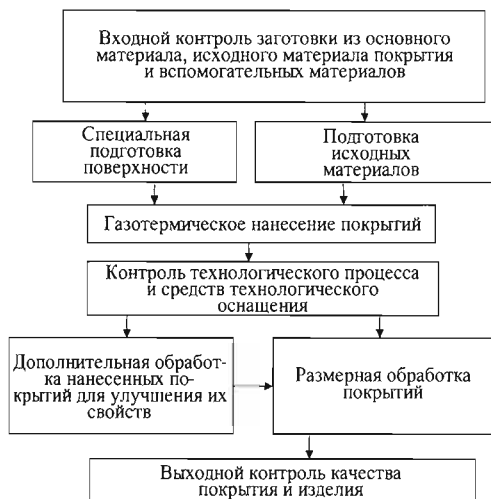 Входной контроль заготовки из основного
материала, исходного материала покрытия
и вспомогательных материалов
Специальная
подготовка
поверхности
Подготовка
исходных
материалов
Газотермическое нанесение покрытий
Контроль технологического процесса
и средств технологического
оснащения
Дополнительная обработ-
ка нанесенных по-
крытий для улучшения их
свойств
Размерная обработка
покрытий
Выходной контроль качества
покрытия и изделия